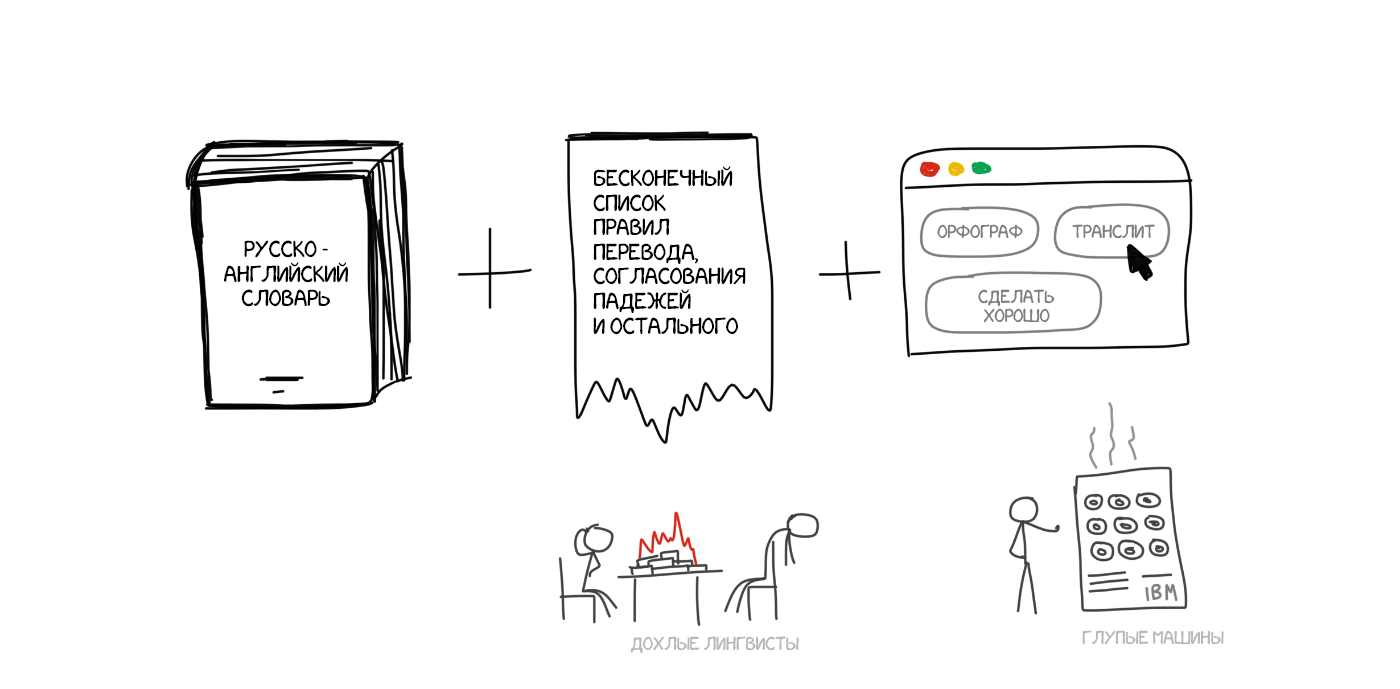 РУССКО -
АНГЛИЙСКИЙ
СЛОВАРЬ
БЕСКОНЕЧНЫЙ
СПИСОК
ПРАВИЛ
ПЕРЕВОДА,
СОГЛАСОВАНИЯ
ПАДЕЖЕЙ
И ОСТАЛЬНОГО
ОРФОГРАФ
ТРАНСЛИТ
СДЕЛАТЬ
ХОРОШО
ДОХЛЫЕ ЛИНГВИСТЫ
IBM
ГЛУПЫЕ МАШИНЫ